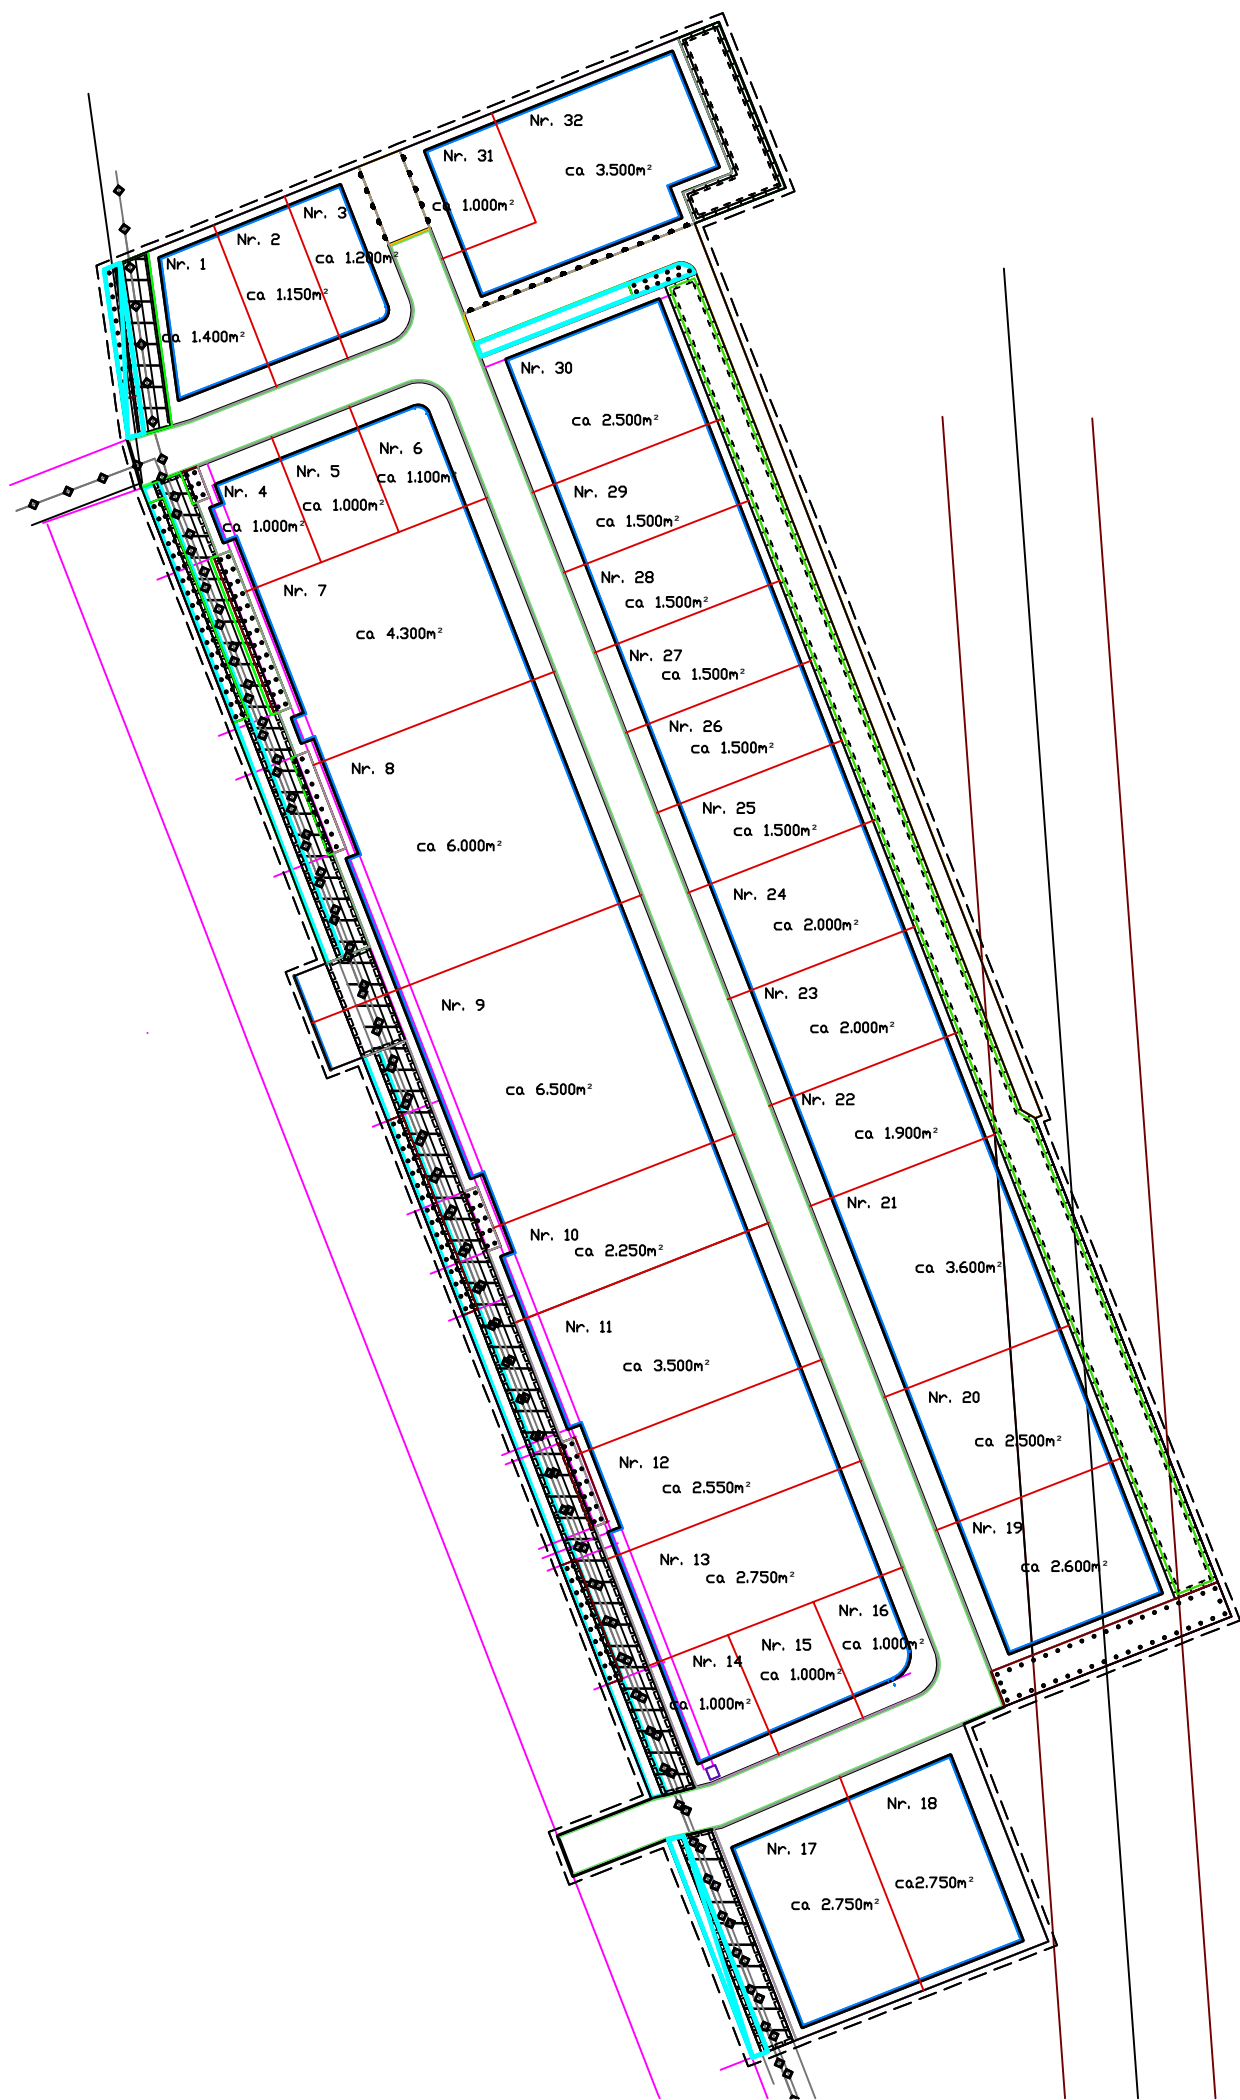 Nr. 32
ca 3.500m²
Nr. 31
ca 1.000m²
Nr. 3
ca 1.200m²
Nr. 2
ca 1.150m²
Nr. 1
ca 1.400m²
Nr. 30
ca 2.500m²
Nr. 6
ca 1.100m²
Nr. 5
ca 1.000m²
Nr. 4
ca 1.000m²
Nr. 29
ca 1.500m²
Nr. 28
ca 1.500m²
Nr. 7
ca 4.300m²
Nr. 27
ca 1.500m²
Nr. 26
ca 1.500m²
Nr. 8
ca 6.000m²
Nr. 25
ca 1.500m²
Nr. 24
ca 2.000m²
Nr. 23
ca 2.000m²
Nr. 9
ca 6.500m²
Nr. 22
ca 1.900m²
Nr. 21
ca 3.600m²
Nr. 10
ca 2.250m²
Nr. 11
ca 3.500m²
Nr. 20
ca 2.500m²
Nr. 12
ca 2.550m²
Nr. 19
ca 2.600m²
Nr. 13
ca 2.750m²
Nr. 16
ca 1.000m²
Nr. 15
ca 1.000m²
Nr. 14
ca 1.000m²
Nr. 18
ca2.750m²
Nr. 17
ca 2.750m²